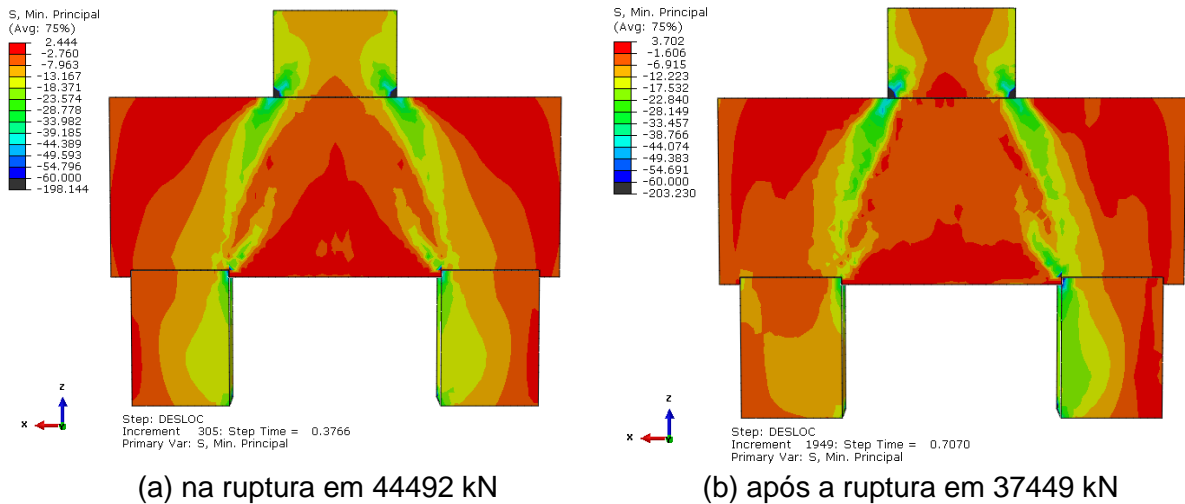 S, Min. Principal
(Avg: 75%)
2.444
-2.760
-7.963
-13.167
-18.371
-23.574
-28.778
-33.982
-39.185
-44.389
-49.593
-54.796
-60.000
-198.144
z
x
Step: DESLOC
Increment 305: Step Time = 0.3766
Primary Var: S, Min. Principal
(a) na ruptura em 44492 kN
S, Min. Principal
(Avg: 75%)
3.702
-1.606
-6.915
-12.223
-17.532
-22.840
-28.149
-33.457
-38.766
-44.074
-49.383
-54.691
-60.000
-203.230
z
x
Step: DESLOC
Increment 1949: Step Time = 0.7070
Primary Var: S, Min. Principal
(b) após a ruptura em 37449 kN